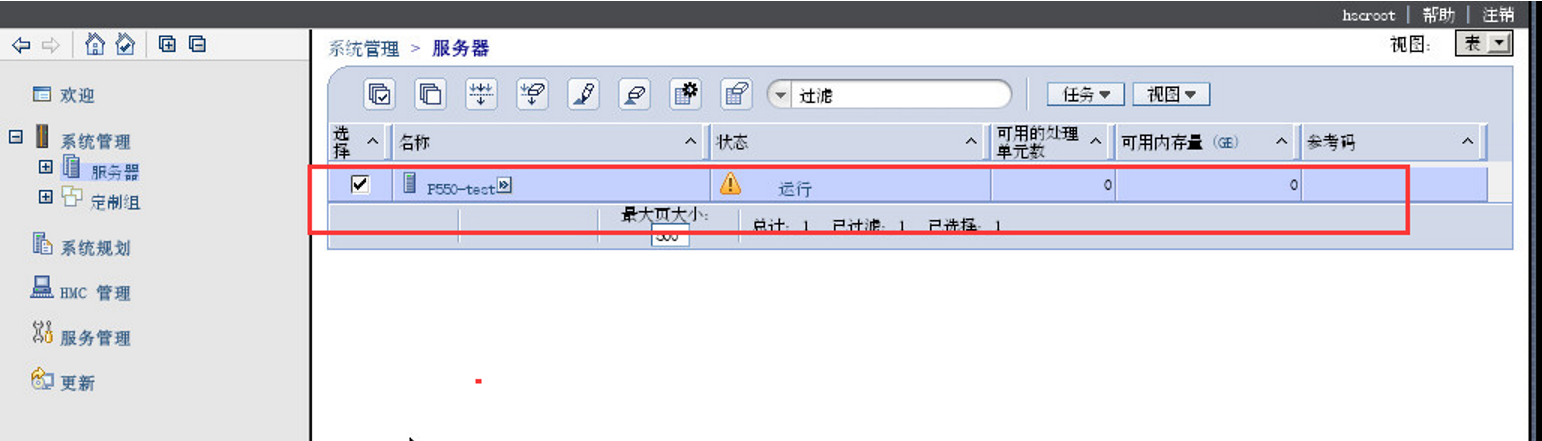 hscroot | 帮助 | 注销
系统管理 > 服务器
视图: 表
欢迎
系统管理
服务器
定制组
系统规划
HMC 管理
服务管理
更新
过滤 任务 视图
选择 名称 状态 可用的处理单元数 可用内存量 (GB) 参考码
P550-test 运行 0 0
最大页大小: 500 总计: 1 已过滤: 1 已选择: 1